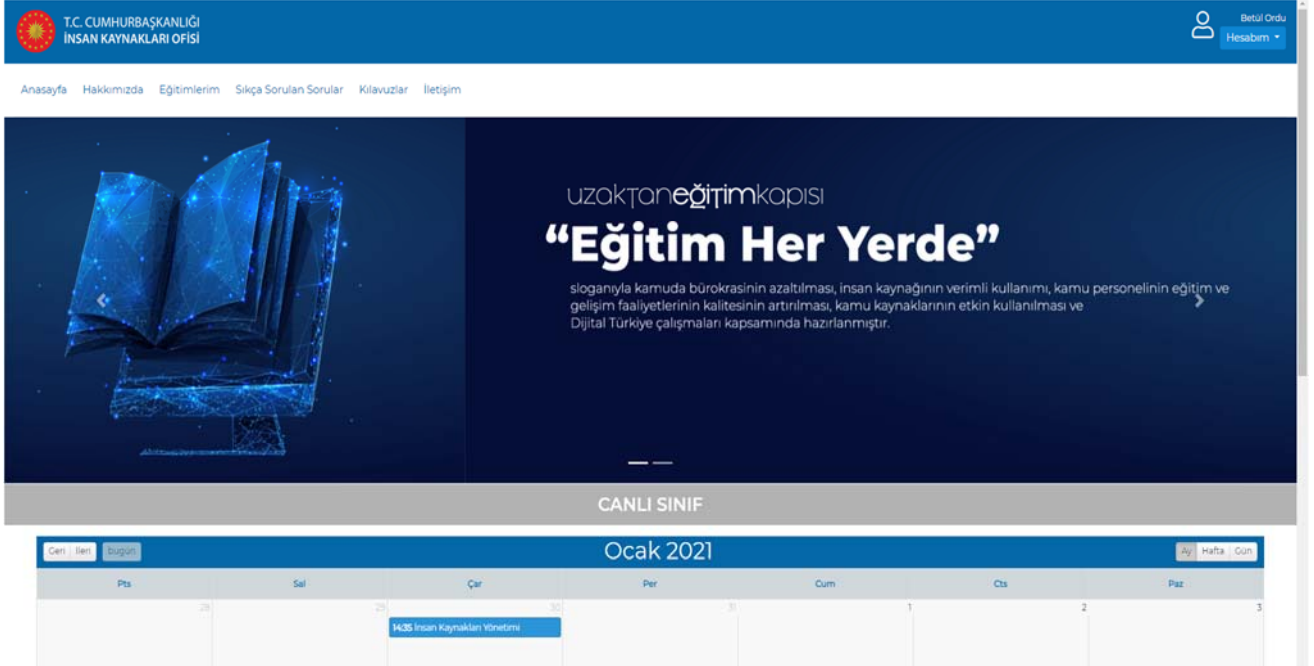 T.C. CUMHURBAŞKANLIĞI
İNSAN KAYNAKLARI OFİSİ
Betül Ordu
Hesabım
Anasayfa Hakkımızda Eğitimlerim Sıkça Sorulan Sorular Kılavuzlar İletişim
uzaktaneğitimkapısı
“Eğitim Her Yerde”
sloganıyla kamuda bürokrasinin azaltılması, insan kaynağının verimli kullanımı, kamu personelinin eğitim ve
gelişim faaliyetlerinin kalitesinin artırılması, kamu kaynaklarının etkin kullanılması ve
Dijital Türkiye çalışmaları kapsamında hazırlanmıştır.
CANLI SINIF
Geri İleri bugün Ocak 2021 Ay Hafta Gün
Pts Sal Çar Per Cum Cts Paz
28 29 30 31 1 2 3
14:35 İnsan Kaynakları Yönetimi